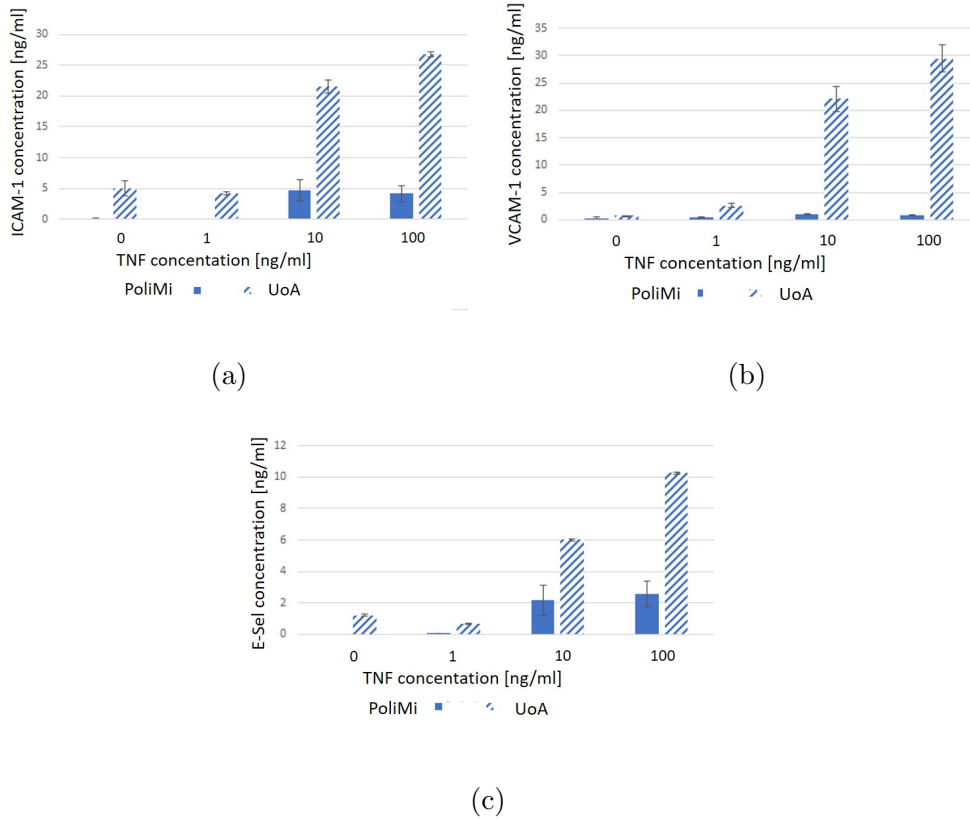 ICAM-1 concentration [ng/ml]
30
25
20
15
10
5
0
0 1 10 100
TNF concentation [ng/ml]
PoliMi UoA
(a)
VCAM-1 concentration [ng/ml]
35
30
25
20
15
10
5
0
0 1 10 100
TNF concentation [ng/ml]
PoliMi UoA
(b)
E-Sel concentration [ng/ml]
12
10
8
6
4
2
0
0 1 10 100
TNF concentation [ng/ml]
PoliMi UoA
(c)